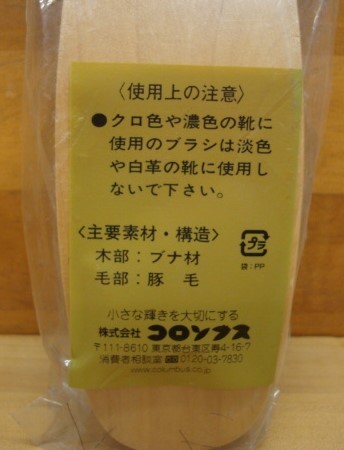 〈使用上の注意〉
●クロ色や濃色の靴に
使用のブラシは淡色
や白革の靴に使用し
ないで下さい。
〈主要素材・構造〉
木部:ブナ材
毛部:豚 毛
プラ
袋:PP
小さな輝きを大切にする
株式会社 コロンブス
〒111-8610 東京都台東区寿4-16-7
消費者相談室 0120-03-7830
www.columbus.co.jp